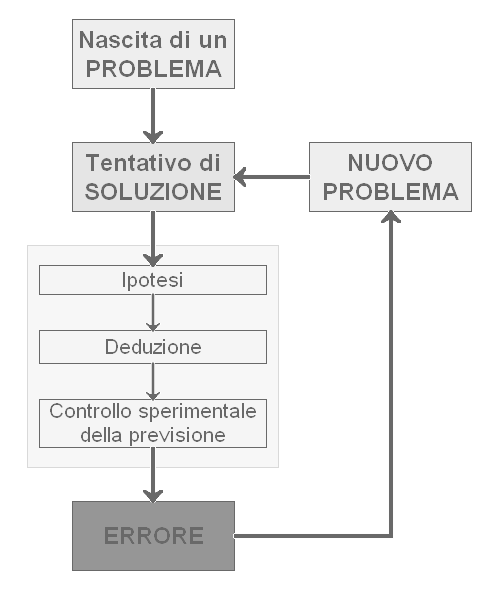 Nascita di un
PROBLEMA
Tentativo di
SOLUZIONE
NUOVO
PROBLEMA
Ipotesi
Deduzione
Controllo sperimentale
della previsione
ERRORE